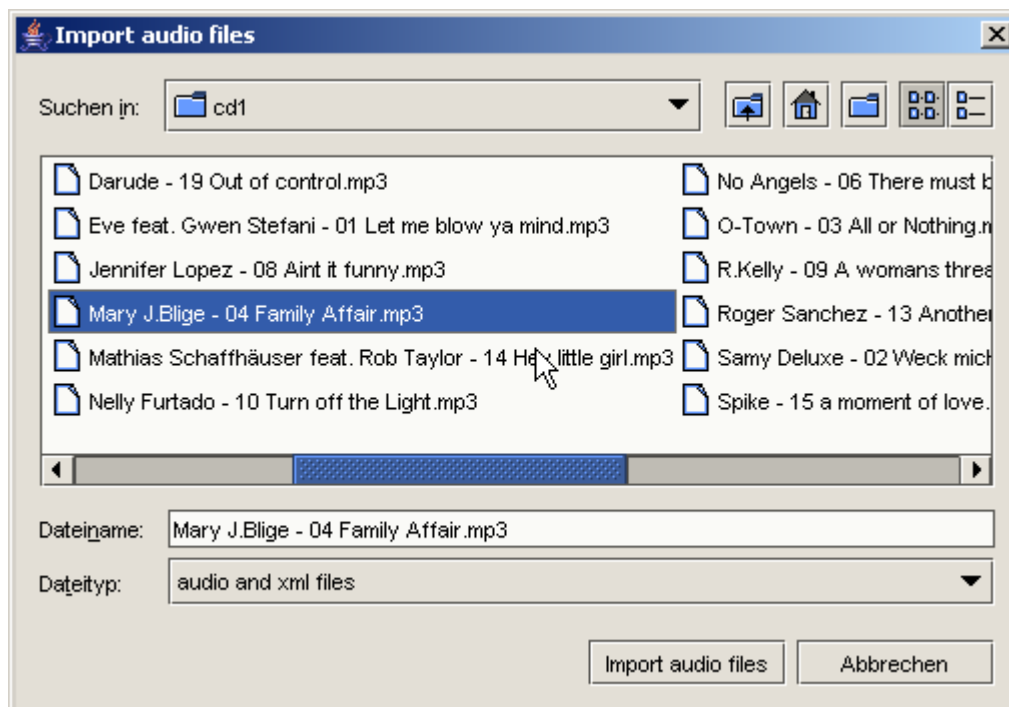 Import audio files
Suchen in: cd1
Darude - 19 Out of control.mp3
Eve feat. Gwen Stefani - 01 Let me blow ya mind.mp3
Jennifer Lopez - 08 Aint it funny.mp3
Mary J.Blige - 04 Family Affair.mp3
Mathias Schaffhäuser feat. Rob Taylor - 14 Hey little girl.mp3
Nelly Furtado - 10 Turn off the Light.mp3
No Angels - 06 There must
O-Town - 03 All or Nothing.
R.Kelly - 09 A womans
Roger Sanchez - 13 Another
Samy Deluxe - 02 Weck
Spike - 15 a moment of love.
Dateiname: Mary J.Blige - 04 Family Affair.mp3
Dateityp: audio and xml files
Import audio files Abbrechen